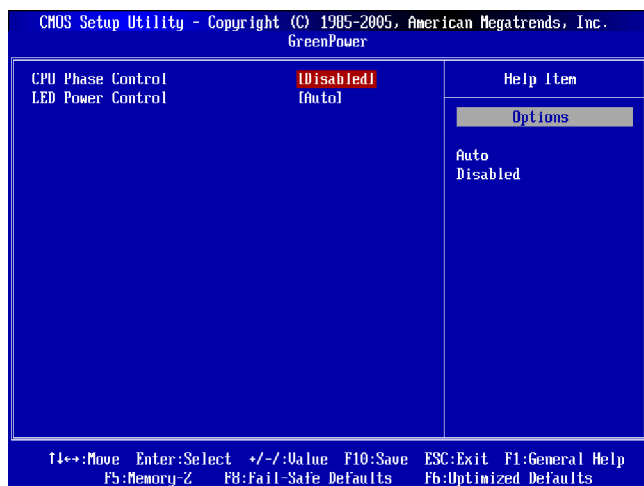 CMOS Setup Utility - Copyright (C) 1985-2005, American Megatrends, Inc.
GreenPower
CPU Phase Control [Disabled]
LED Power Control [Auto]
Help Item
Options
Auto
Disabled
↑↓←→:Move Enter:Select +/-/:Value F10:Save ESC:Exit F1:General Help
F5:Memory-Z F8:Fail-Safe Defaults F6:Optimized Defaults